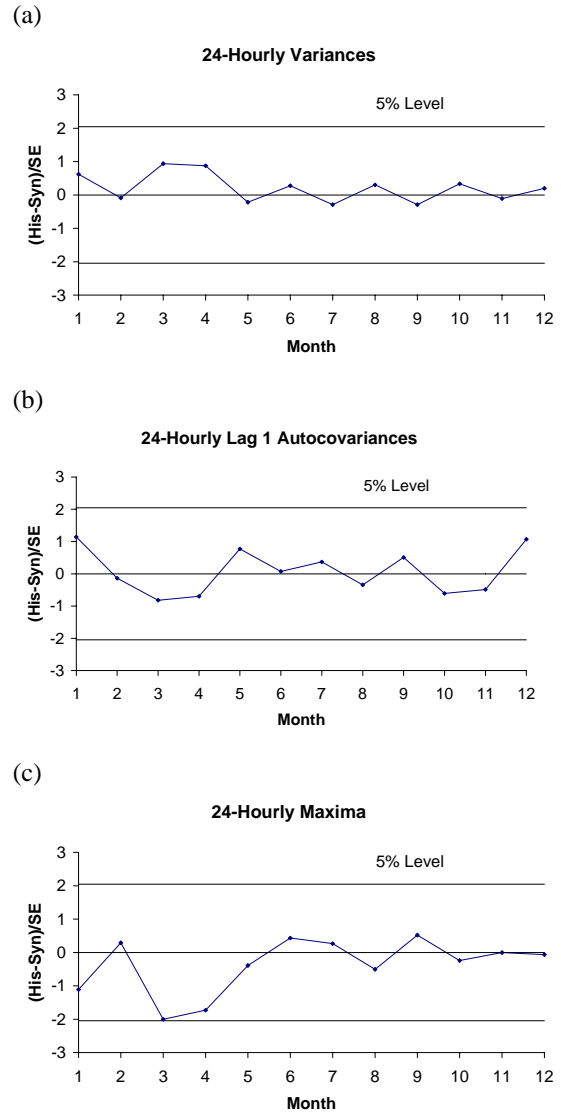 (a)
24-Hourly Variances
5% Level
3
2
1
0
-1
-2
-3
(His-Syn)/SE
1 2 3 4 5 6 7 8 9 10 11 12
Month
(b)
24-Hourly Lag 1 Autocovariances
5% Level
3
2
1
0
-1
-2
-3
(His-Syn)/SE
1 2 3 4 5 6 7 8 9 10 11 12
Month
(c)
24-Hourly Maxima
5% Level
3
2
1
0
-1
-2
-3
(His-Syn)/SE
1 2 3 4 5 6 7 8 9 10 11 12
Month